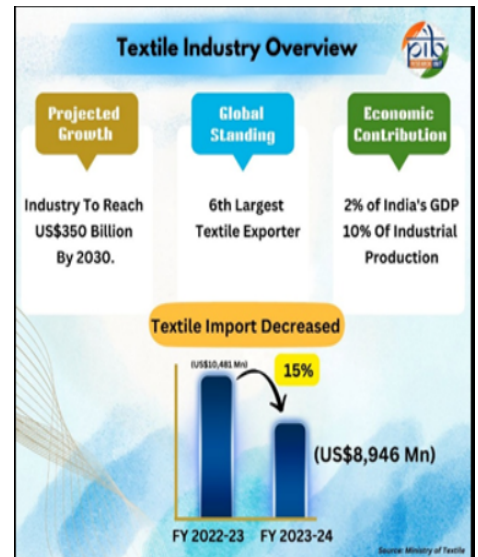 Textile Industry Overview
pib
Projected
Growth
Industry To Reach
US$350 Billion
By 2030.
Global
Standing
6th Largest
Textile Exporter
Economic
Contribution
2% of India's GDP
10% Of Industrial
Production
Textile Import Decreased
(US$10,481 Mn)
15%
(US$8,946 Mn)
FY 2022-23
FY 2023-24
Source: Ministry of Textile